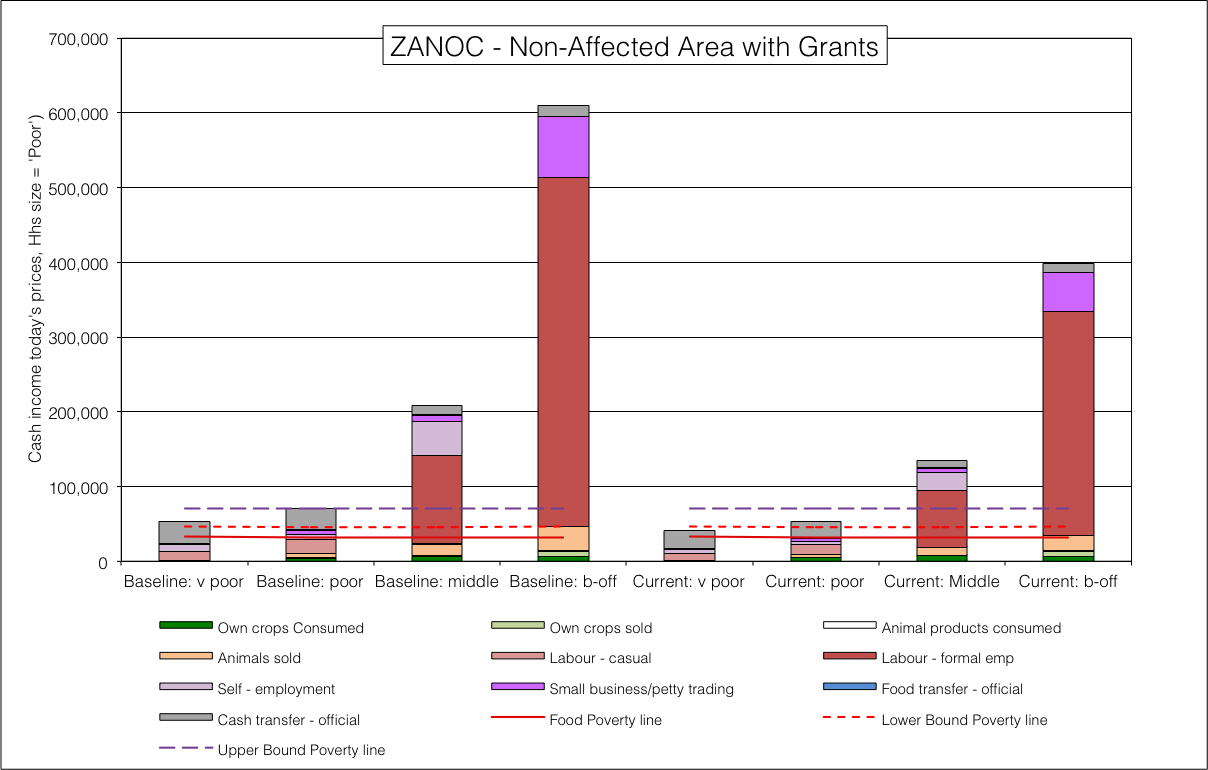 ZANOC - Non-Affected Area with Grants
Cash income today's prices, Hhs size = 'Poor')
700,000
600,000
500,000
400,000
300,000
200,000
100,000
0
Baseline: v poor
Baseline: poor
Baseline: middle
Baseline: b-off
Current: v poor
Current: poor
Current: Middle
Current: b-off
Own crops Consumed
Own crops sold
Animal products consumed
Animals sold
Labour - casual
Labour - formal emp
Self - employment
Small business/petty trading
Food transfer - official
Cash transfer - official
Food Poverty line
Lower Bound Poverty line
Upper Bound Poverty line